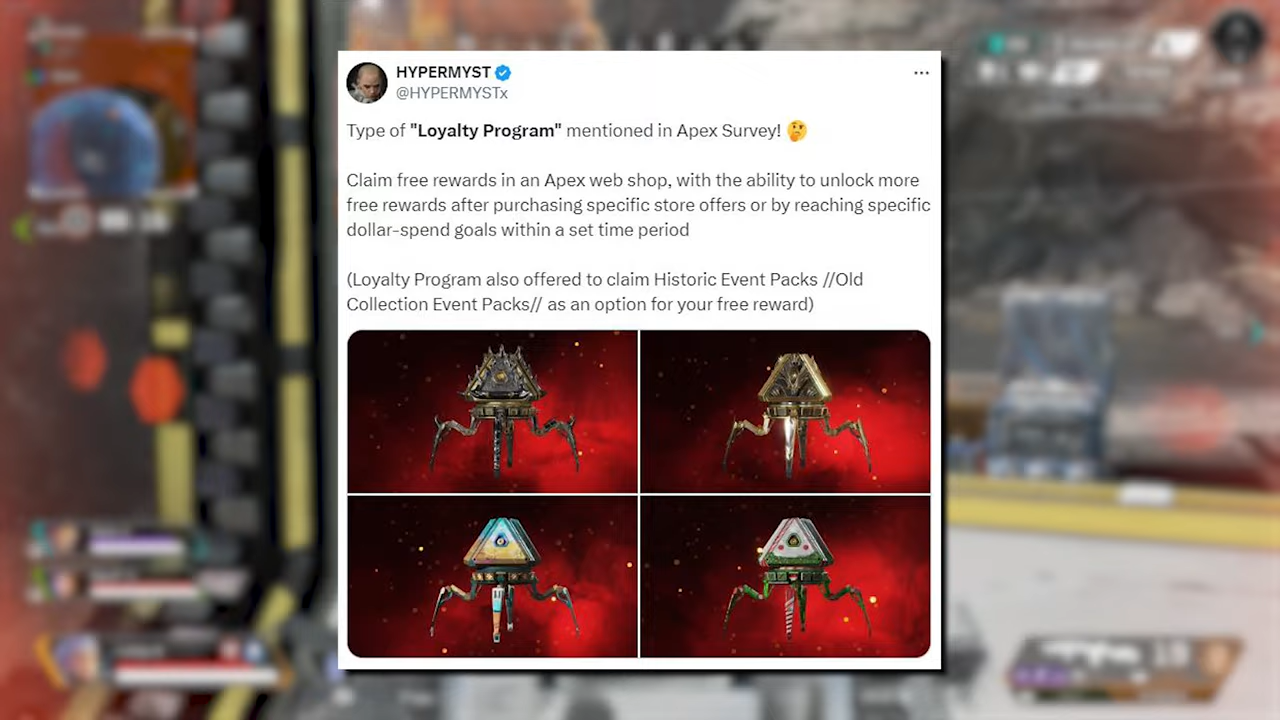 HYPERMYST
@HYPERMYSTx
Type of "Loyalty Program" mentioned in Apex Survey! 🤔
Claim free rewards in an Apex web shop, with the ability to unlock more
free rewards after purchasing specific store offers or by reaching specific
dollar-spend goals within a set time period
(Loyalty Program also offered to claim Historic Event Packs //Old
Collection Event Packs// as an option for your free reward)